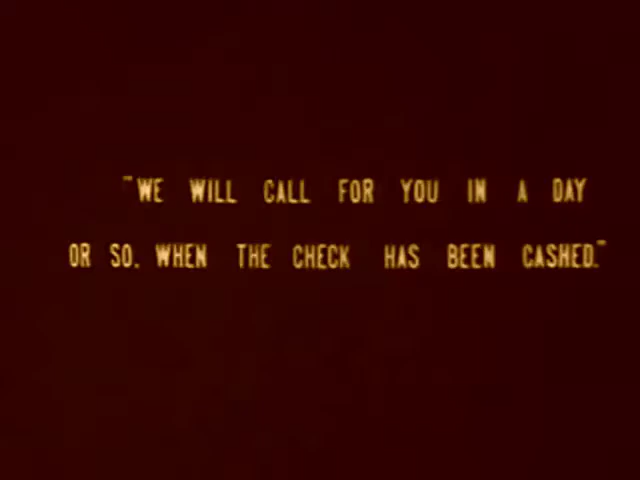 "WE WILL CALL FOR YOU IN A DAY
OR SO. WHEN THE CHECK HAS BEEN CASHED."